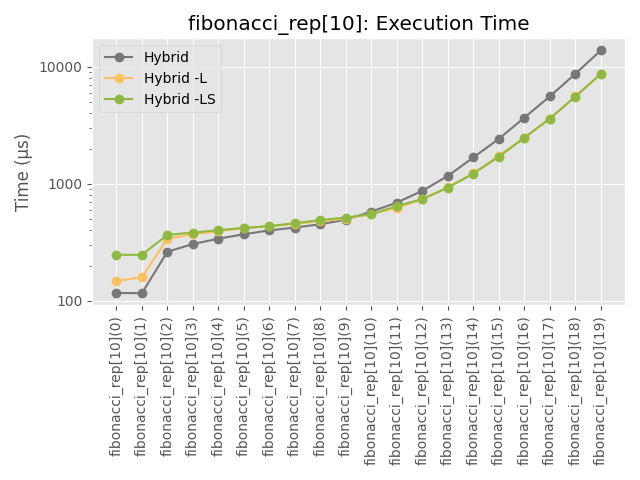 fibonacci_rep[10]: Execution Time
Hybrid
Hybrid -L
Hybrid -LS
Time (µs)
10000
1000
100
fibonacci_rep[10](0)
fibonacci_rep[10](1)
fibonacci_rep[10](2)
fibonacci_rep[10](3)
fibonacci_rep[10](4)
fibonacci_rep[10](5)
fibonacci_rep[10](6)
fibonacci_rep[10](7)
fibonacci_rep[10](8)
fibonacci_rep[10](9)
fibonacci_rep[10](10)
fibonacci_rep[10](11)
fibonacci_rep[10](12)
fibonacci_rep[10](13)
fibonacci_rep[10](14)
fibonacci_rep[10](15)
fibonacci_rep[10](16)
fibonacci_rep[10](17)
fibonacci_rep[10](18)
fibonacci_rep[10](19)